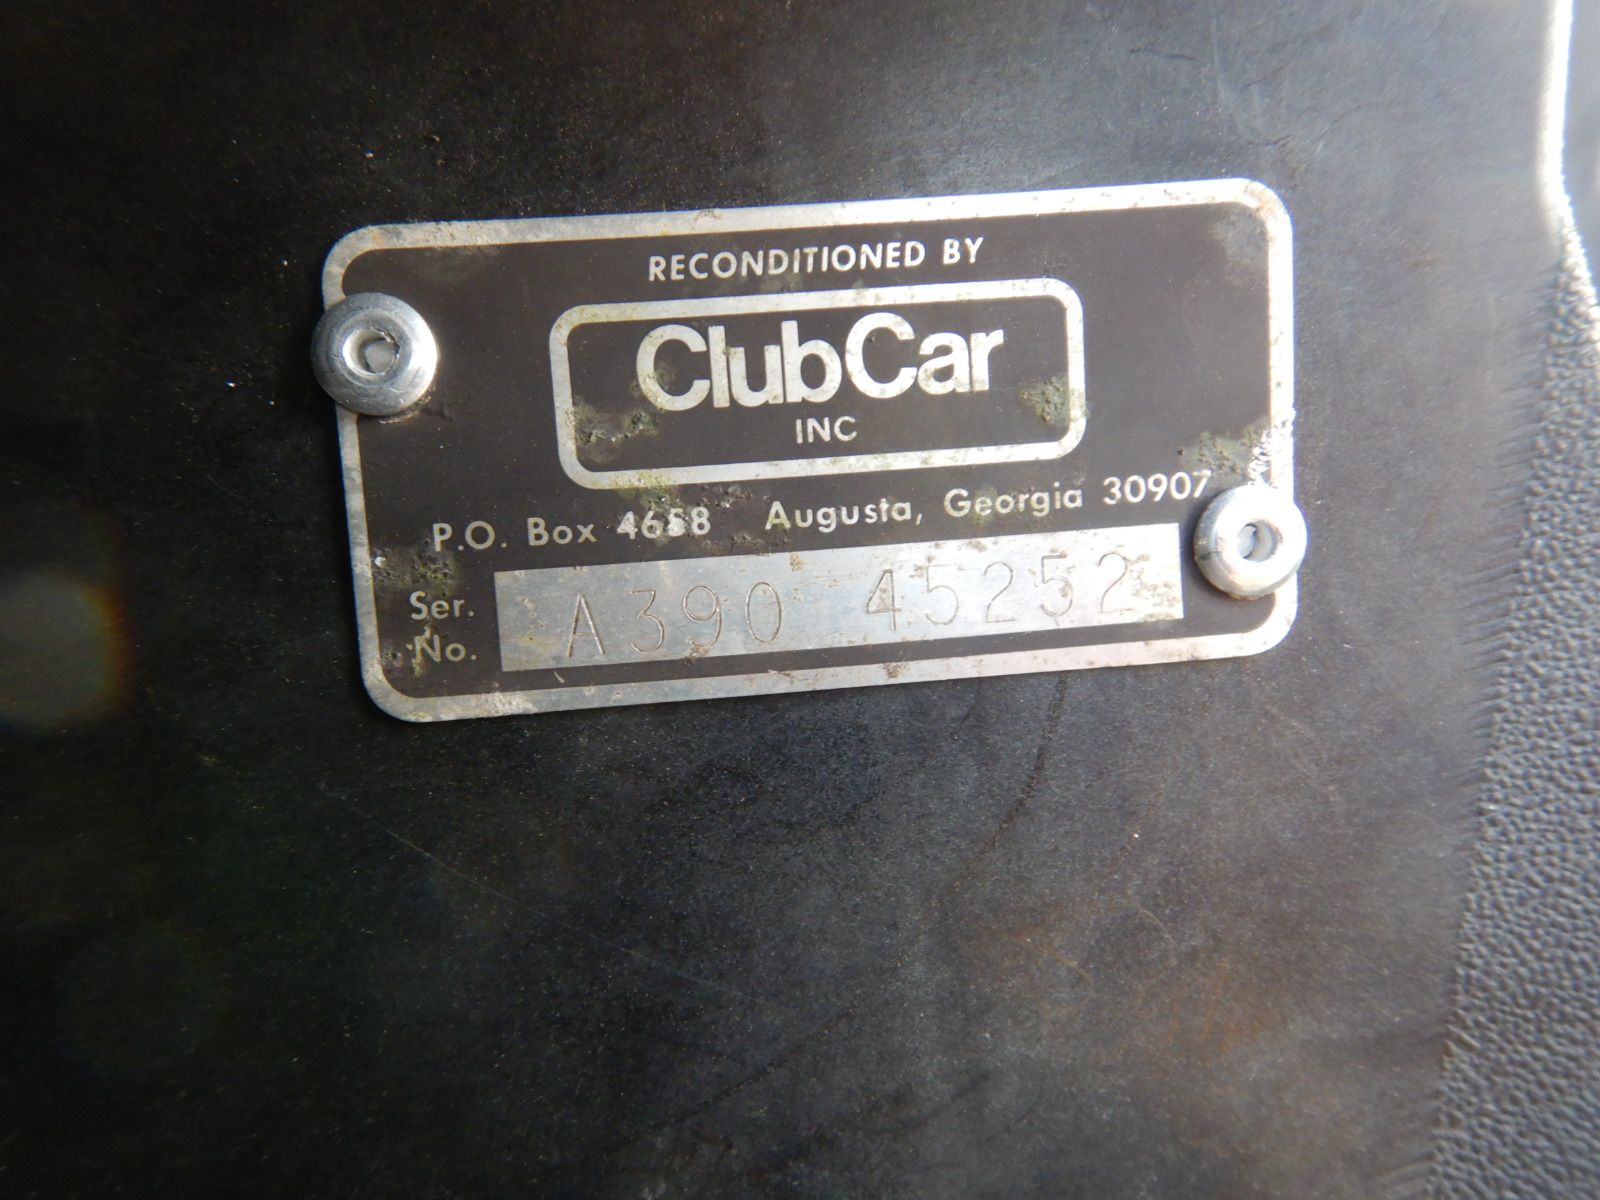 RECONDITIONED BY
ClubCar
INC
P.O. Box 4658 Augusta, Georgia 30907
Ser. No. A390 45252